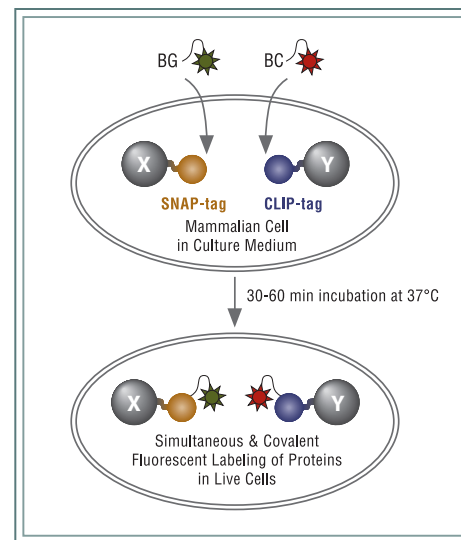 BG
BC
X
Y
SNAP-tag
CLIP-tag
Mammalian Cell
in Culture Medium
30-60 min incubation at 37°C
X
Y
Simultaneous & Covalent
Fluorescent Labeling of Proteins
in Live Cells